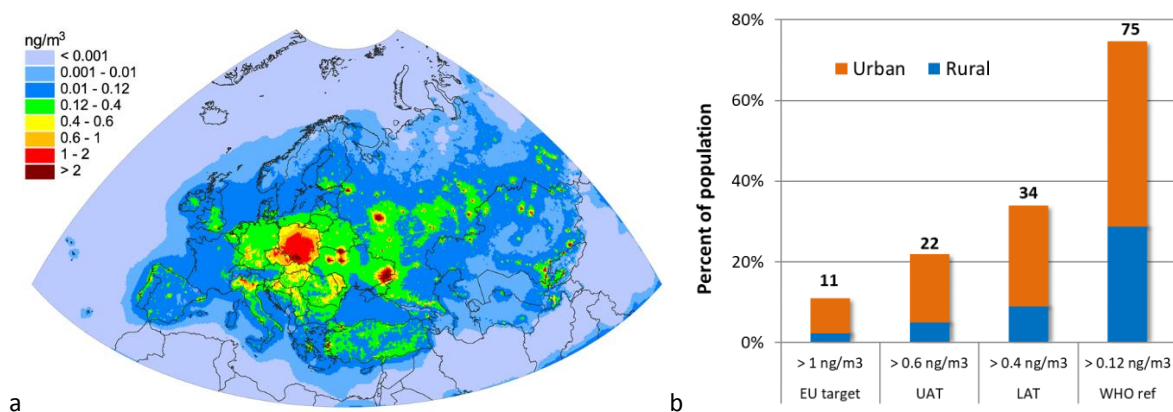 ng/m³
< 0.001
0.001 - 0.01
0.01 - 0.12
0.12 - 0.4
0.4 - 0.6
0.6 - 1
1 - 2
> 2
a
80%
60%
40%
20%
0%
Percent of population
Urban Rural
11
22
34
75
> 1 ng/m3 > 0.6 ng/m3 > 0.4 ng/m3 > 0.12 ng/m3
EU target UAT LAT WHO ref
b